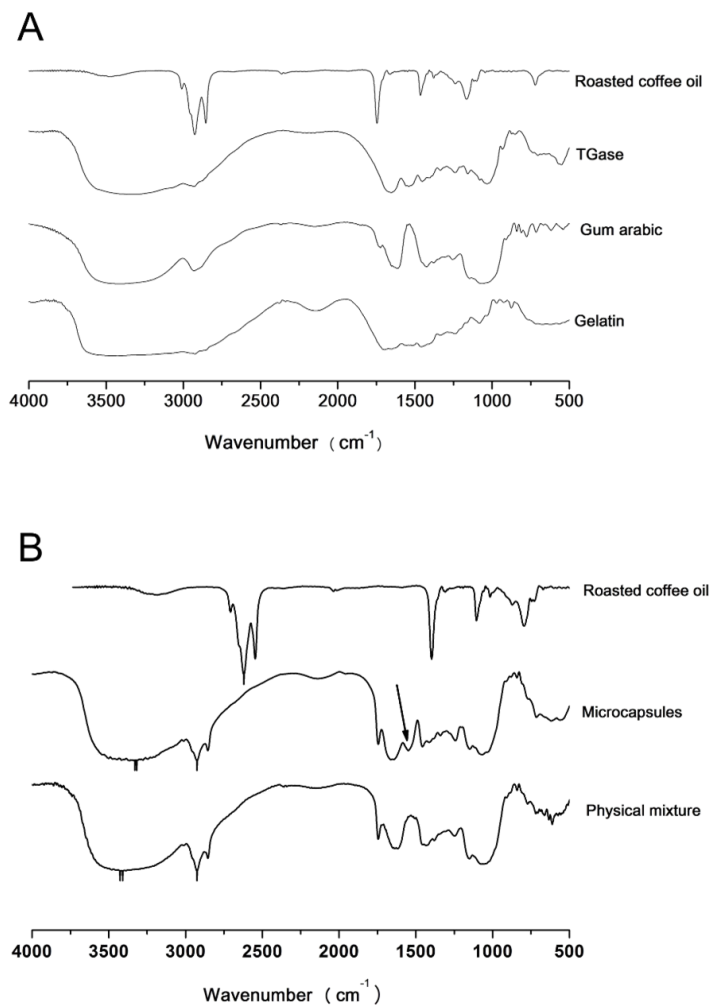 A
Roasted coffee oil
TGase
Gum arabic
Gelatin
4000 3500 3000 2500 2000 1500 1000 500
Wavenumber (cm⁻¹)
B
Roasted coffee oil
Microcapsules
Physical mixture
4000 3500 3000 2500 2000 1500 1000 500
Wavenumber (cm⁻¹)